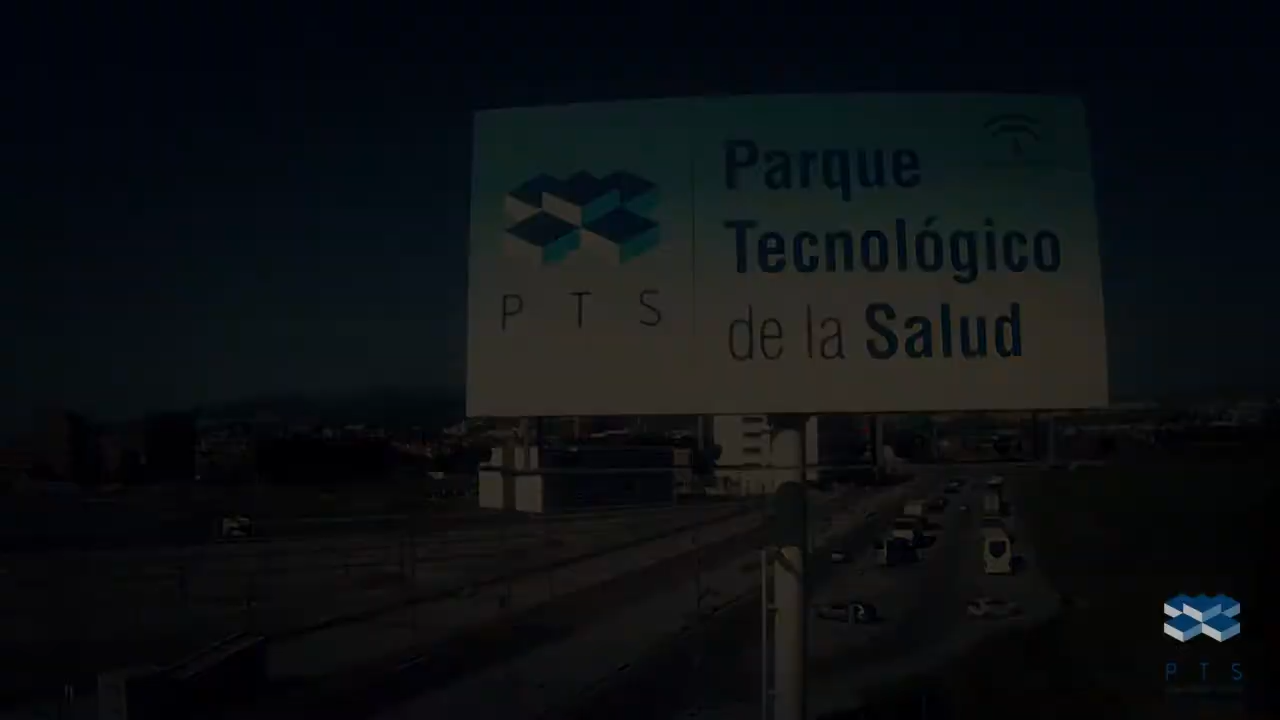 Parque
Tecnológico
de la Salud
P T S
P T S